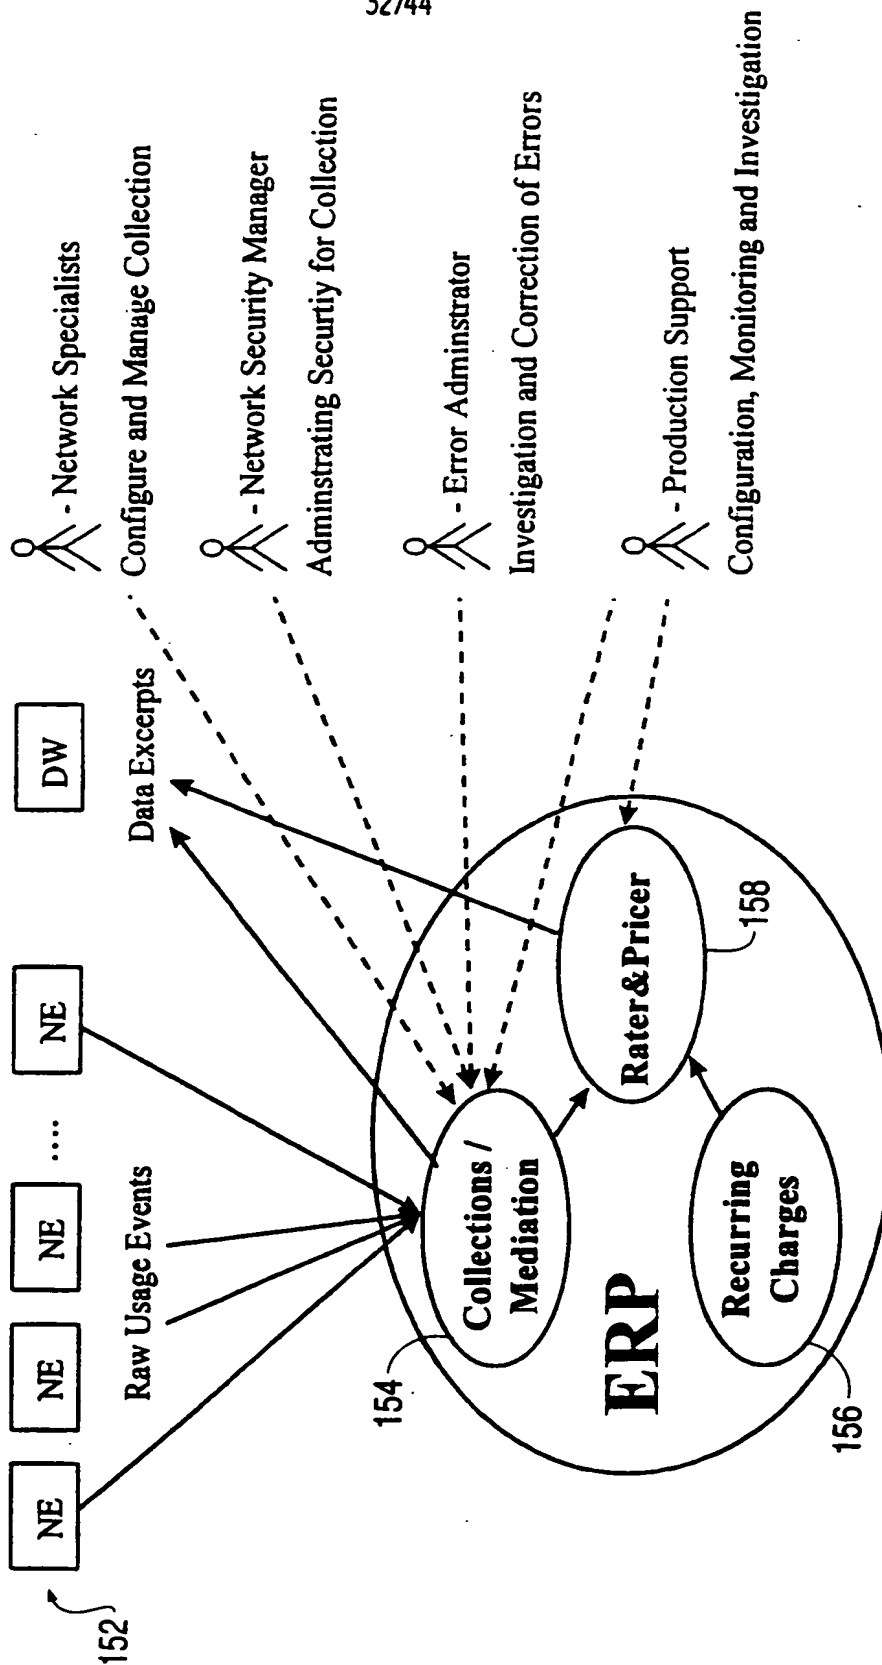 32/44
NE
NE
NE
....
NE
DW
152
Raw Usage Events
Data Excerpts
- Network Specialists
Configure and Manage Collection
- Network Security Manager
Adminstrating Securtiy for Collection
- Error Adminstrator
Investigation and Correction of Errors
- Production Support
Configuration, Monitoring and Investigation
154
Collections /
Mediation
ERP
Rater&Pricer
158
Recurring
Charges
156